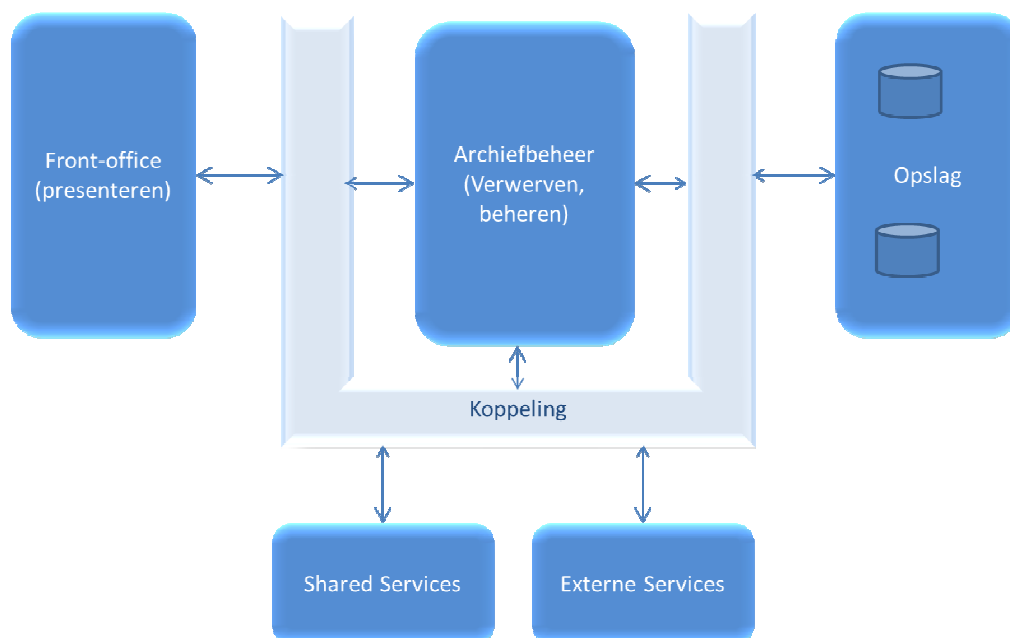 Front-office
(presenteren)
Archiefbeheer
(Verwerven,
beheren)
Opslag
Koppeling
Shared Services
Externe Services